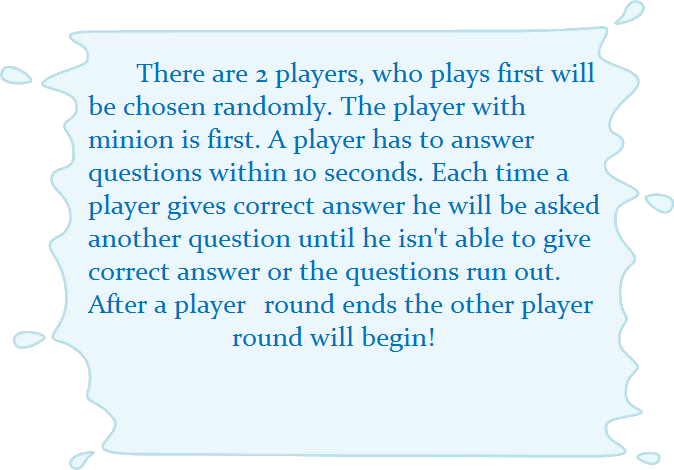 There are 2 players, who plays first will
be chosen randomly. The player with
minion is first. A player has to answer
questions within 10 seconds. Each time a
player gives correct answer he will be asked
another question until he isn't able to give
correct answer or the questions run out.
After a player round ends the other player
round will begin!